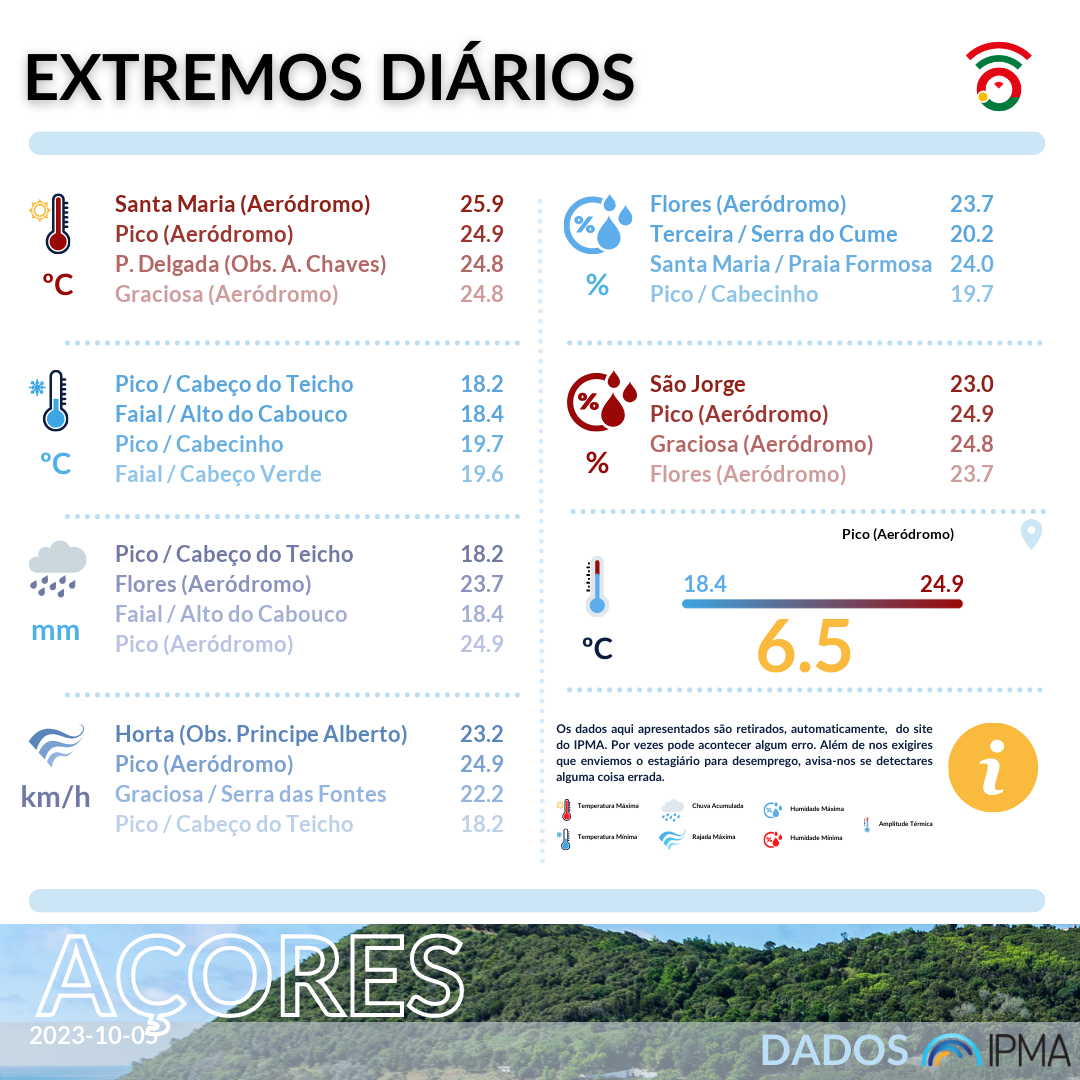 EXTREMOS DIÁRIOS
Santa Maria (Aeródromo) 25.9
Pico (Aeródromo) 24.9
P. Delgada (Obs. A. Chaves) 24.8
Graciosa (Aeródromo) 24.8
ºC
Pico / Cabeço do Teicho 18.2
Faial / Alto do Cabouco 18.4
Pico / Cabecinho 19.7
Faial / Cabeço Verde 19.6
ºC
Pico / Cabeço do Teicho 18.2
Flores (Aeródromo) 23.7
Faial / Alto do Cabouco 18.4
Pico (Aeródromo) 24.9
mm
Horta (Obs. Principe Alberto) 23.2
Pico (Aeródromo) 24.9
Graciosa / Serra das Fontes 22.2
Pico / Cabeço do Teicho 18.2
km/h
Flores (Aeródromo) 23.7
Terceira / Serra do Cume 20.2
Santa Maria / Praia Formosa 24.0
Pico / Cabecinho 19.7
%
%
São Jorge 23.0
Pico (Aeródromo) 24.9
Graciosa (Aeródromo) 24.8
Flores (Aeródromo) 23.7
%
%
Pico (Aeródromo)
18.4 24.9
6.5
ºC
Os dados aqui apresentados são retirados, automaticamente, do site
do IPMA. Por vezes pode acontecer algum erro. Além de nos exigires
que enviemos o estagiário para desemprego, avisa-nos se detectares
alguma coisa errada.
i
Temperatura Máxima Chuva Acumulada Humidade Máxima
Amplitude Térmica
Temperatura Mínima Rajada Máxima Humidade Mínima
AÇORES
2023-10-05
DADOS IPMA